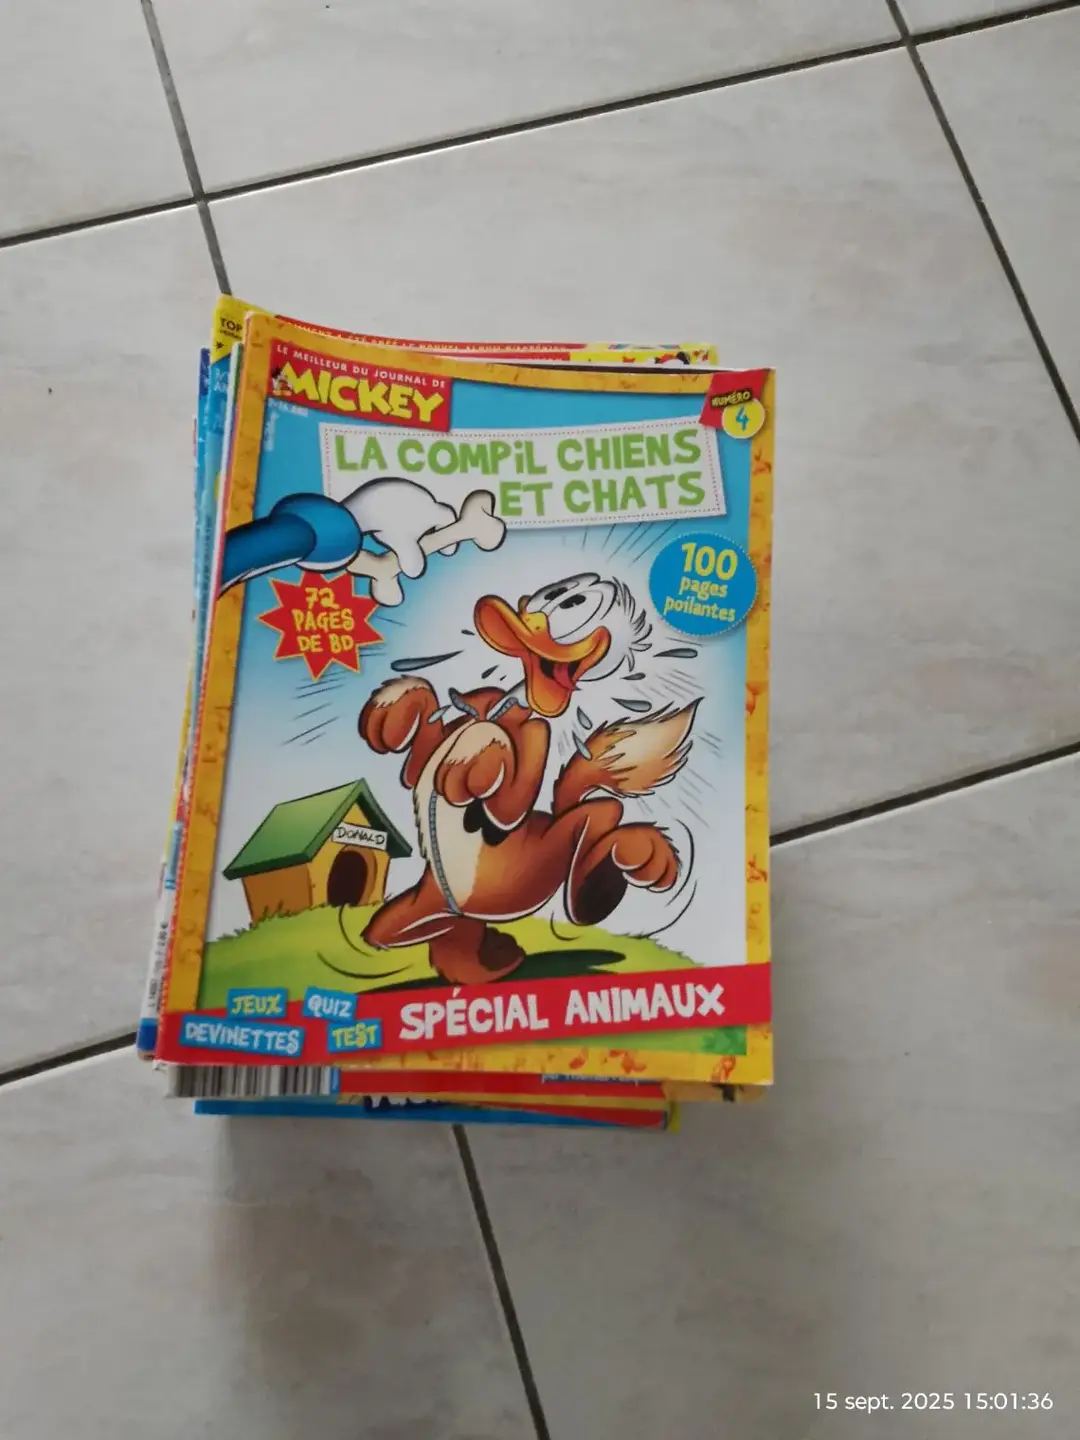 TOP
LE MEILLEUR DU JOURNAL DE
MICKEY
NUMÉRO
4
LA COMPIL CHIENS
ET CHATS
100
pages
poilantes
72
PAGES
DE BD
DONALD
JEUX
QUIZ
DEVINETTES
TEST
SPÉCIAL ANIMAUX
15 sept. 2025 15:01:36